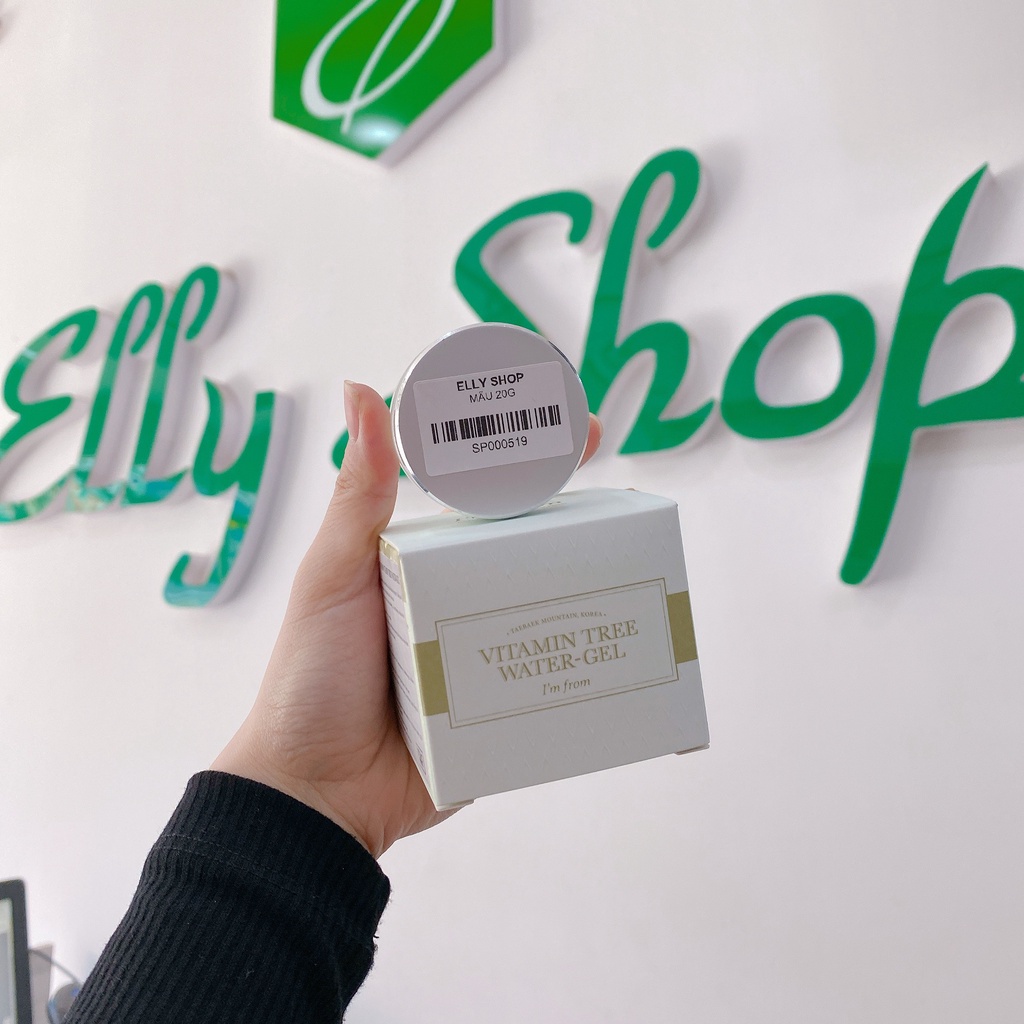 Elly Shop
ELLY SHOP
MẪU 20G
SP000519
TAEBAEK MOUNTAIN, KOREA
VITAMIN TREE
WATER-GEL
I'm from